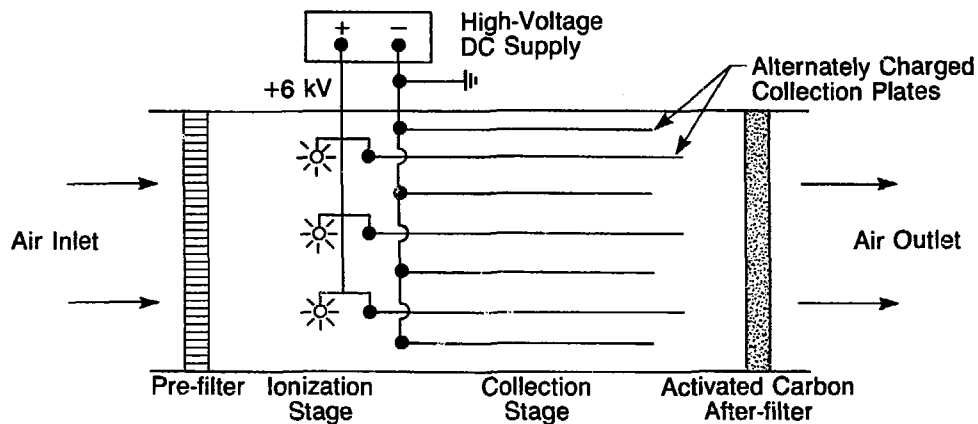 + −
High-Voltage
DC Supply
+6 kV
Alternately Charged
Collection Plates
Air Inlet
Air Outlet
Pre-filter
Ionization
Stage
Collection
Stage
Activated Carbon
After-filter